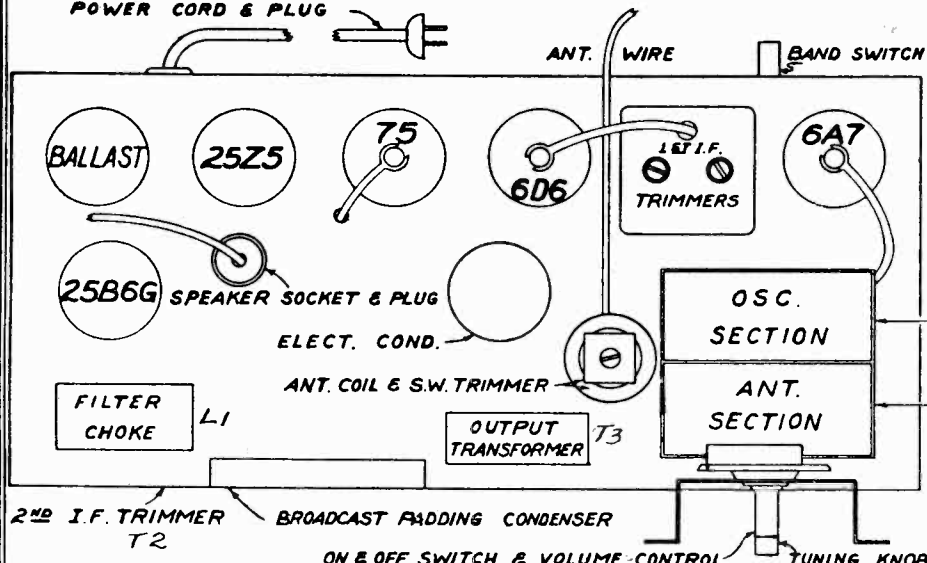 POWER CORD & PLUG
ANT. WIRE
BAND SWITCH
BALLAST
25Z5
75
6D6
1ST I.F.
TRIMMERS
6A7
25B6G
SPEAKER SOCKET & PLUG
ELECT. COND.
OSC.
SECTION
ANT. COIL & S.W. TRIMMER
ANT.
SECTION
FILTER
CHOKE
L1
OUTPUT
TRANSFORMER
T3
2ND I.F. TRIMMER
T2
BROADCAST PADDING CONDENSER
ON & OFF SWITCH & VOLUME CONTROL
TUNING KNOB